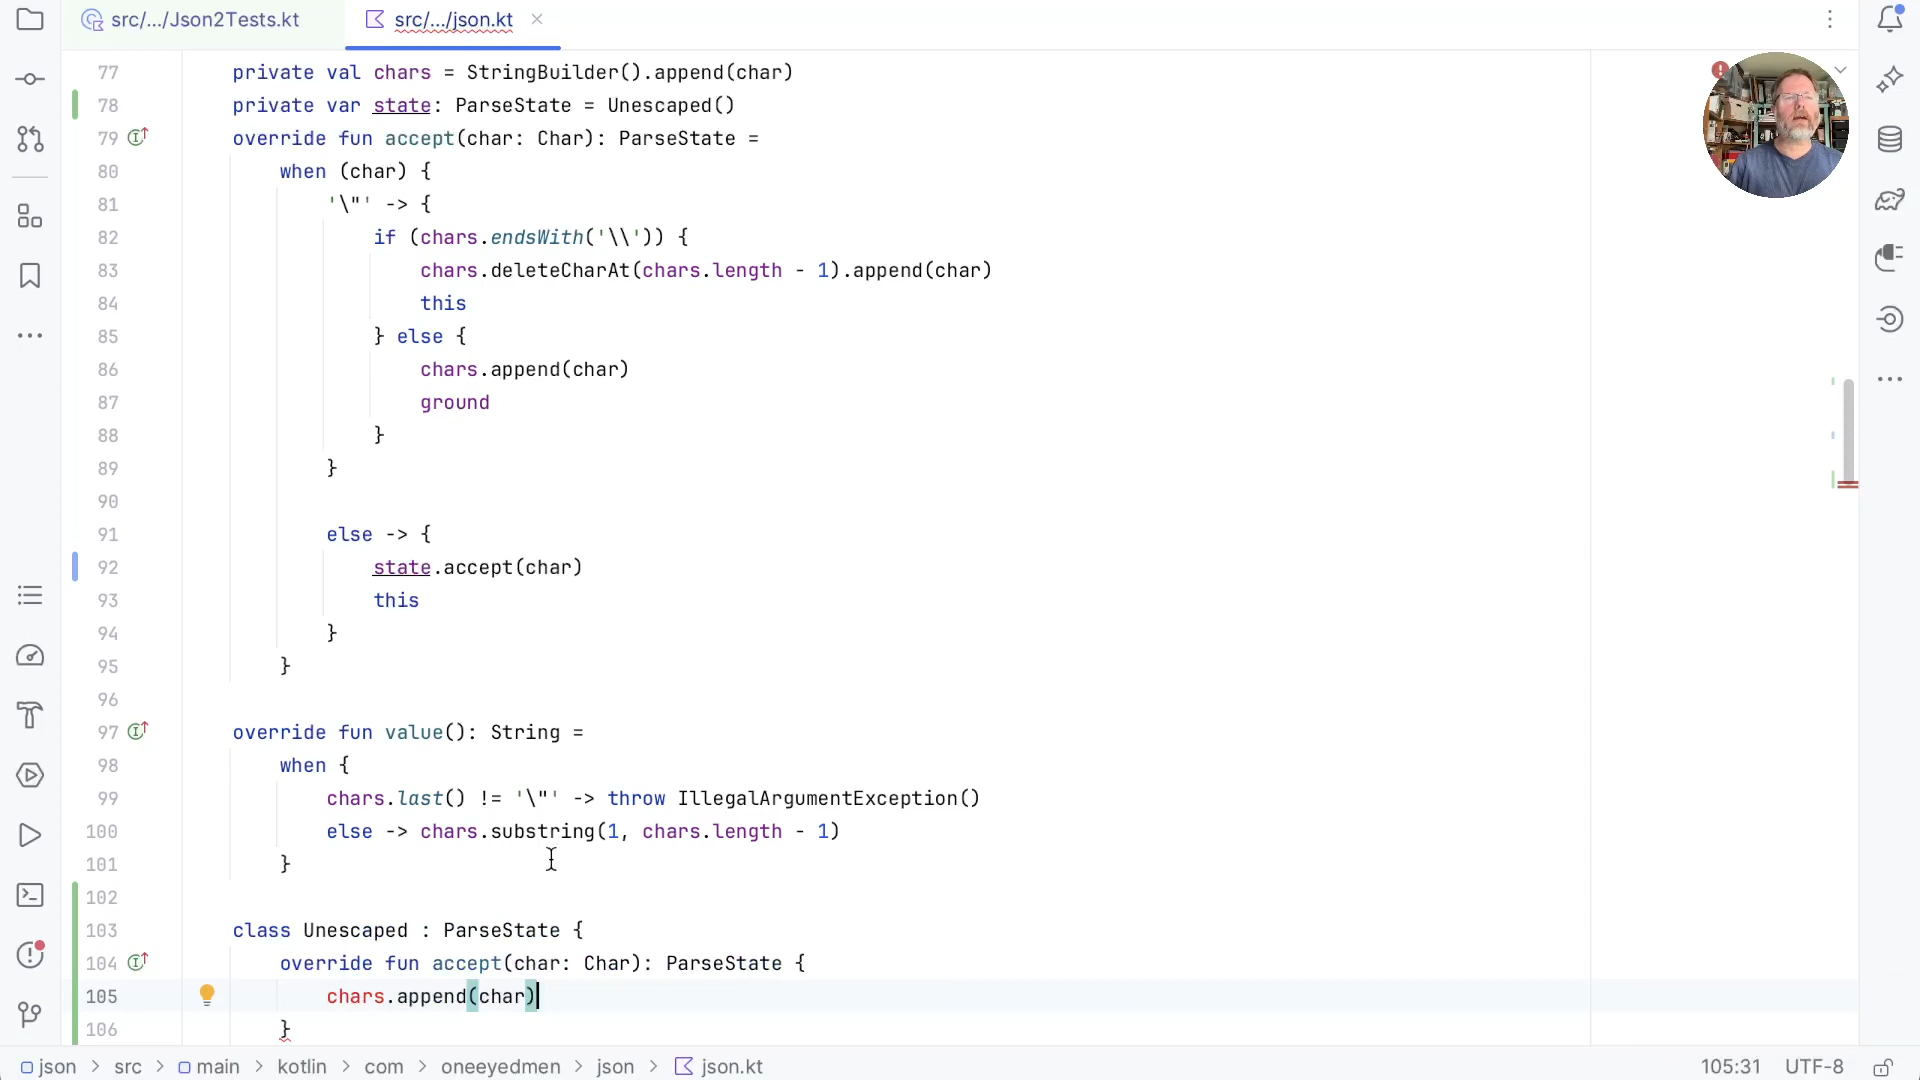 src/.../Json2Tests.kt
src/.../json.kt
77 private val chars = StringBuilder().append(char)
78 private var state: ParseState = Unescaped()
79 override fun accept(char: Char): ParseState =
80 when (char) {
81 '\"' -> {
82 if (chars.endsWith('\\')) {
83 chars.deleteCharAt(chars.length - 1).append(char)
84 this
85 } else {
86 chars.append(char)
87 ground
88 }
89 }
90
91 else -> {
92 state.accept(char)
93 this
94 }
95 }
96
97 override fun value(): String =
98 when {
99 chars.last() != '\"' -> throw IllegalArgumentException()
100 else -> chars.substring(1, chars.length - 1)
101 }
102
103 class Unescaped : ParseState {
104 override fun accept(char: Char): ParseState {
105 chars.append(char)
106 }
json > src > main > kotlin > com > oneeyedmen > json > json.kt
105:31 UTF-8